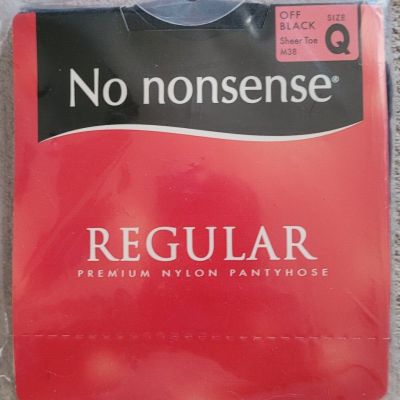 OFF
BLACK
Sheer Toe
M38
SIZE
Q
No nonsense®
REGULAR
PREMIUM NYLON PANTYHOSE